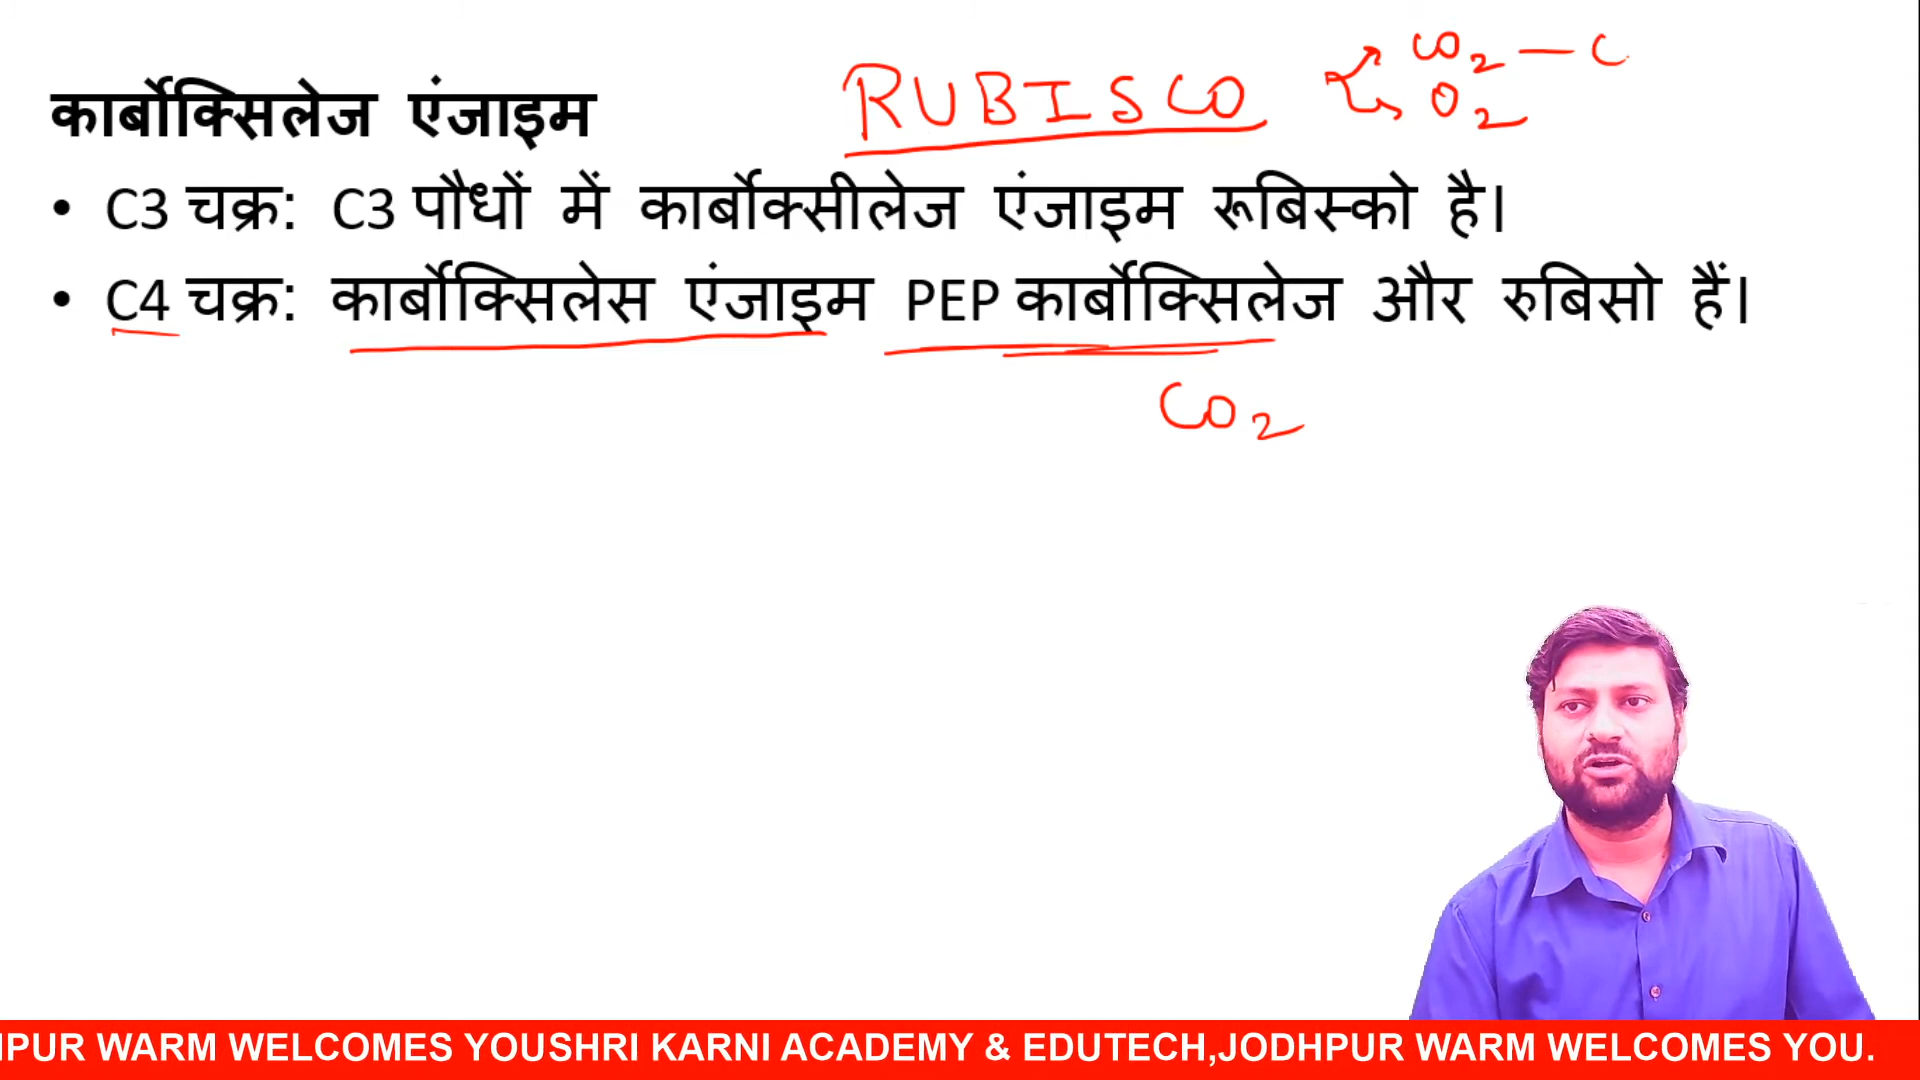 RUBISCO CO2 — C
O2
कार्बोक्सिलेज एंजाइम
• C3 चक्र: C3 पौधों में कार्बोक्सीलेज एंजाइम रूबिस्को है।
• C4 चक्र: कार्बोक्सिलेस एंजाइम PEP कार्बोक्सिलेज और रुबिसो हैं।
CO2
HPUR WARM WELCOMES YOUSHRI KARNI ACADEMY & EDUTECH,JODHPUR WARM WELCOMES YOU.